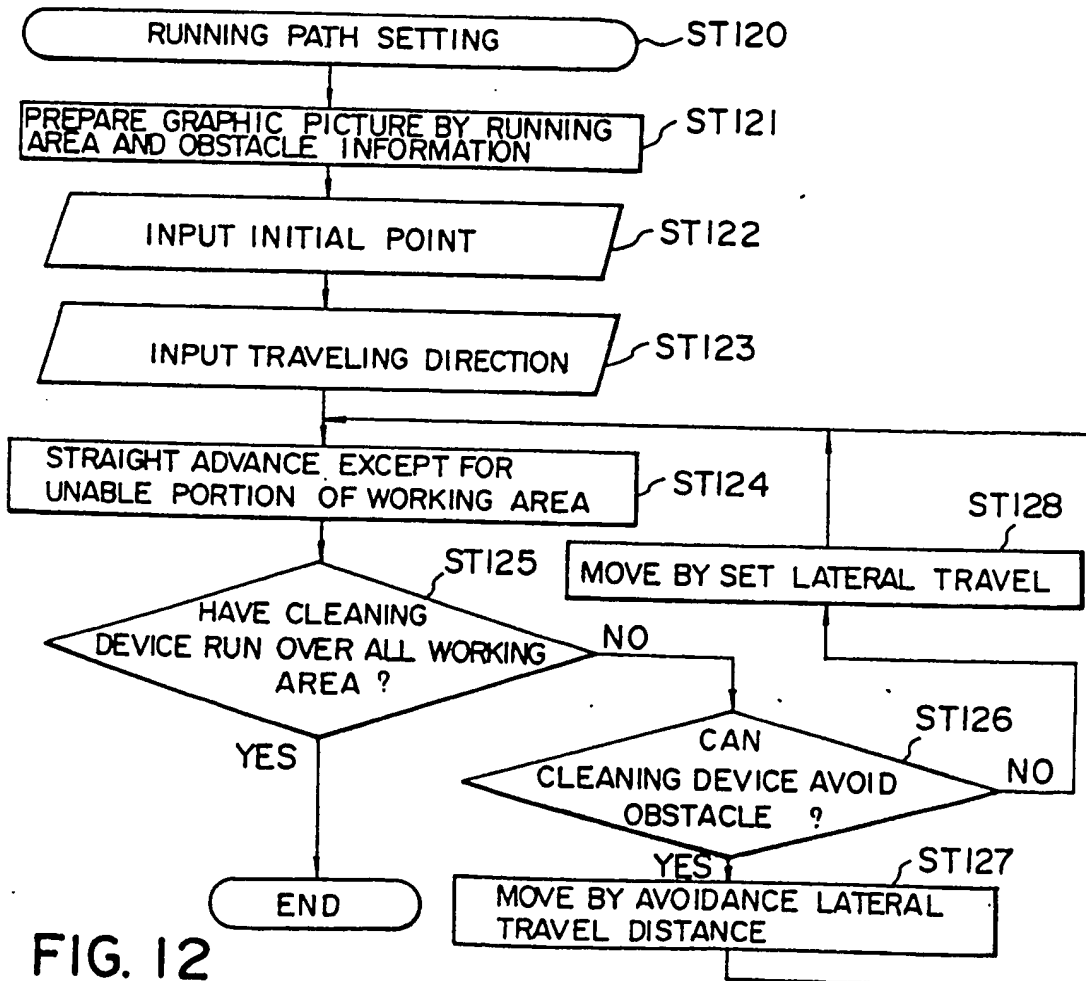 RUNNING PATH SETTING
ST120
PREPARE GRAPHIC PICTURE BY RUNNING
AREA AND OBSTACLE INFORMATION
ST121
INPUT INITIAL POINT
ST122
INPUT TRAVELING DIRECTION
ST123
STRAIGHT ADVANCE EXCEPT FOR
UNABLE PORTION OF WORKING AREA
ST124
ST125
HAVE CLEANING
DEVICE RUN OVER ALL WORKING
AREA ?
NO
YES
END
ST128
MOVE BY SET LATERAL TRAVEL
ST126
CAN
CLEANING DEVICE AVOID
OBSTACLE ?
NO
YES
ST127
MOVE BY AVOIDANCE LATERAL
TRAVEL DISTANCE
FIG. 12